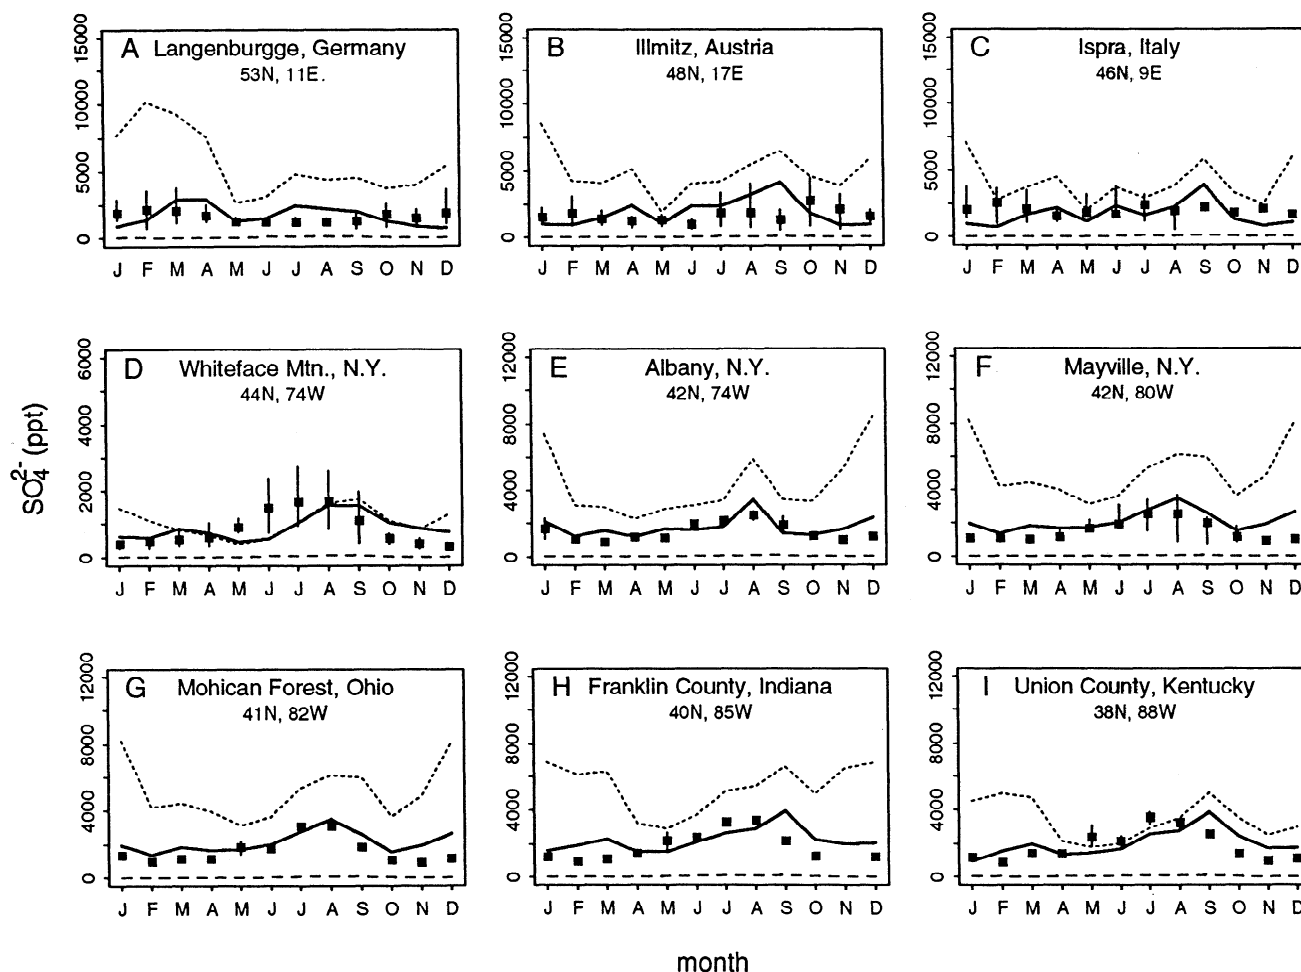 A Langenburgge, Germany
53N, 11E.
0 5000 10000 15000
J F M A M J J A S O N D
B Illmitz, Austria
48N, 17E
0 5000 10000 15000
J F M A M J J A S O N D
C Ispra, Italy
46N, 9E
0 5000 10000 15000
J F M A M J J A S O N D
SO₄²⁻ (ppt)
D Whiteface Mtn., N.Y.
44N, 74W
0 2000 4000 6000
J F M A M J J A S O N D
E Albany, N.Y.
42N, 74W
0 4000 8000 12000
J F M A M J J A S O N D
F Mayville, N.Y.
42N, 80W
0 4000 8000 12000
J F M A M J J A S O N D
G Mohican Forest, Ohio
41N, 82W
0 4000 8000 12000
J F M A M J J A S O N D
H Franklin County, Indiana
40N, 85W
0 4000 8000 12000
J F M A M J J A S O N D
I Union County, Kentucky
38N, 88W
0 4000 8000 12000
J F M A M J J A S O N D
month